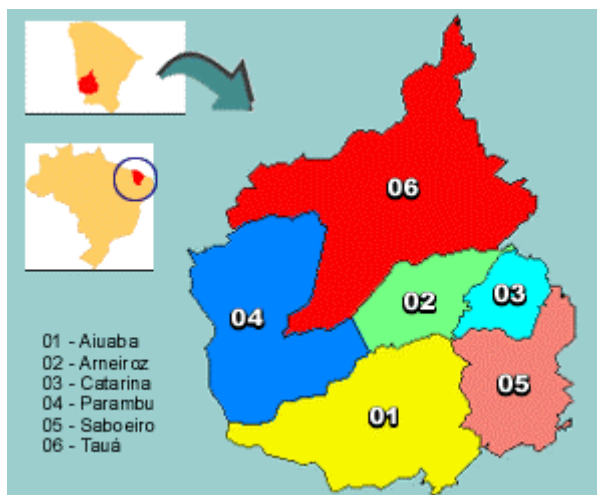 06
04
02
03
05
01
01 - Aiuaba
02 - Arneiroz
03 - Catarina
04 - Parambu
05 - Saboeiro
06 - Tauá